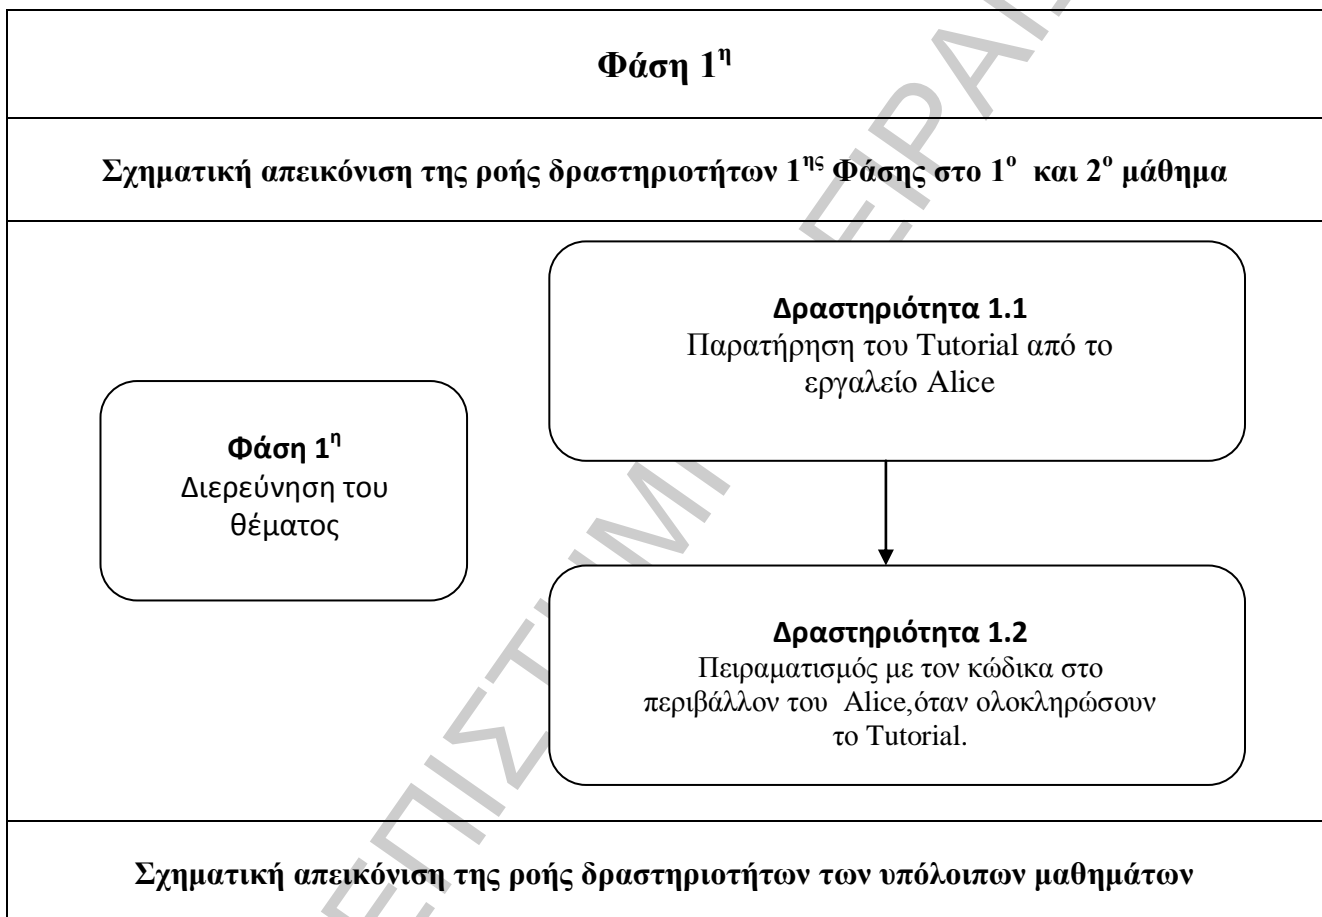 Φάση 1η
Σχηματική απεικόνιση της ροής δραστηριοτήτων 1ης Φάσης στο 1ο και 2ο μάθημα
Φάση 1η
Διερεύνηση του
θέματος
Δραστηριότητα 1.1
Παρατήρηση του Tutorial από το
εργαλείο Alice
Δραστηριότητα 1.2
Πειραματισμός με τον κώδικα στο
περιβάλλον του Alice,όταν ολοκληρώσουν
το Tutorial.
Σχηματική απεικόνιση της ροής δραστηριοτήτων των υπόλοιπων μαθημάτων